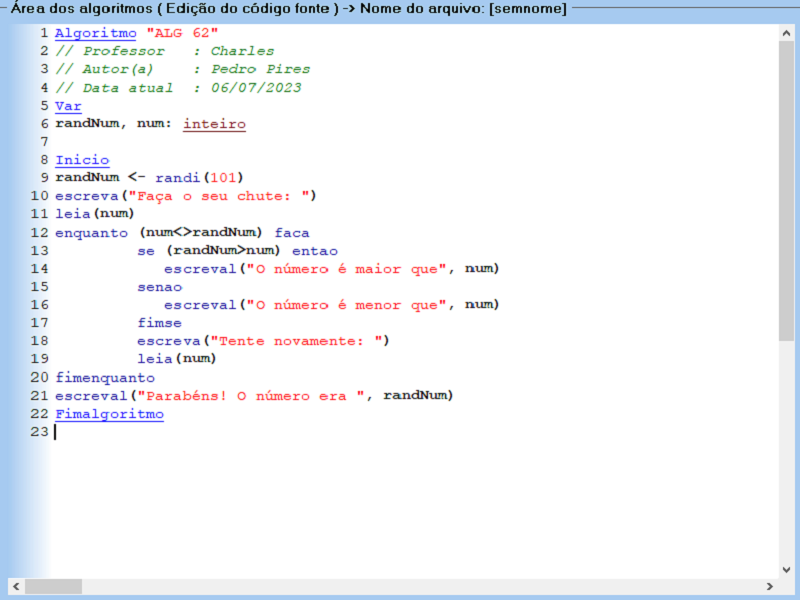 Área dos algoritmos ( Edição do código fonte ) -> Nome do arquivo: [semnome]
1 Algoritmo "ALG 62"
2 // Professor   : Charles
3 // Autor(a)    : Pedro Pires
4 // Data atual  : 06/07/2023
5 Var
6 randNum, num: inteiro
7
8 Inicio
9 randNum <- randi(101)
10 escreva("Faça o seu chute: ")
11 leia(num)
12 enquanto (num<>randNum) faca
13          se (randNum>num) entao
14             escreval("O número é maior que", num)
15          senao
16             escreval("O número é menor que", num)
17          fimse
18          escreva("Tente novamente: ")
19          leia(num)
20 fimenquanto
21 escreval("Parabéns! O número era ", randNum)
22 Fimalgoritmo
23